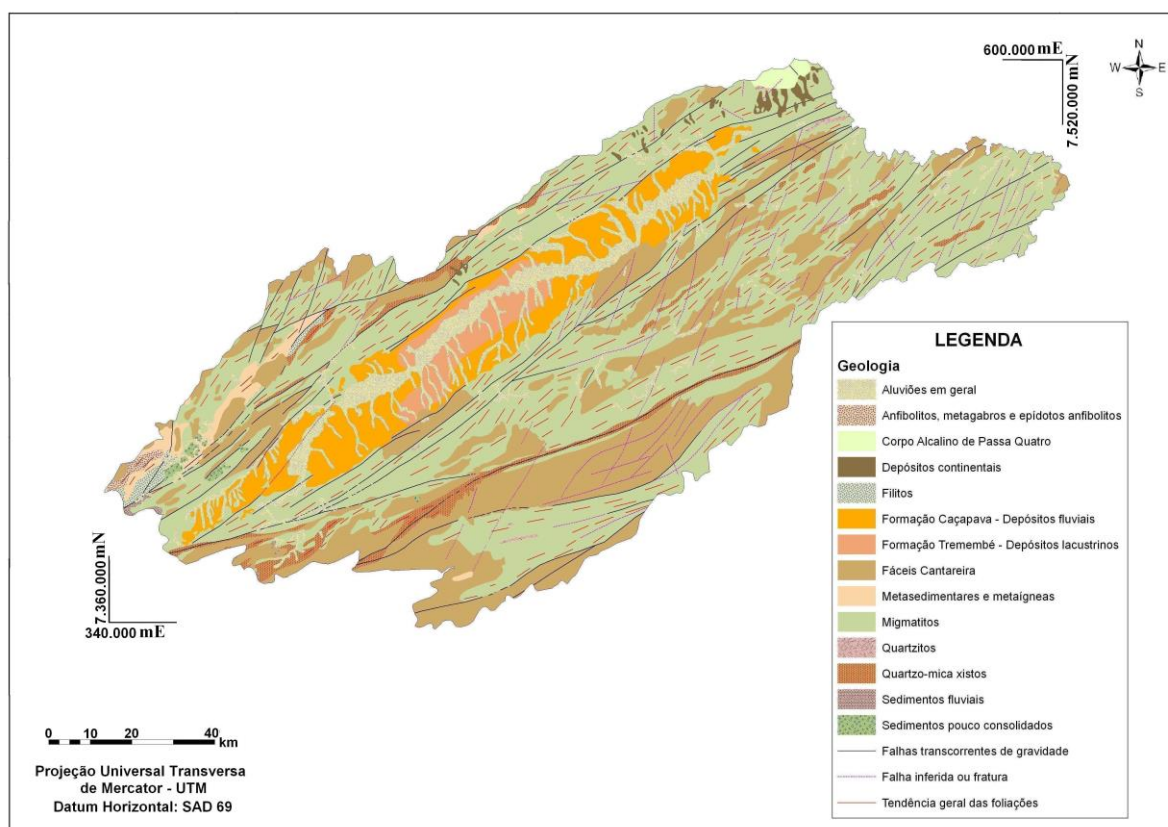 600.000 mE
7.520.000 mN
N
W
E
S
7.360.000 mN
340.000 mE
LEGENDA
Geologia
Aluviões em geral
Anfibolitos, metagabros e epídotos anfibolitos
Corpo Alcalino de Passa Quatro
Depósitos continentais
Filitos
Formação Caçapava - Depósitos fluviais
Formação Tremembé - Depósitos lacustrinos
Fáceis Cantareira
Metasedimentares e metaígneas
Migmatitos
Quartzitos
Quartzo-mica xistos
Sedimentos fluviais
Sedimentos pouco consolidados
Falhas transcorrentes de gravidade
Falha inferida ou fratura
Tendência geral das foliações
0 10 20 40
km
Projeção Universal Transversa
de Mercator - UTM
Datum Horizontal: SAD 69